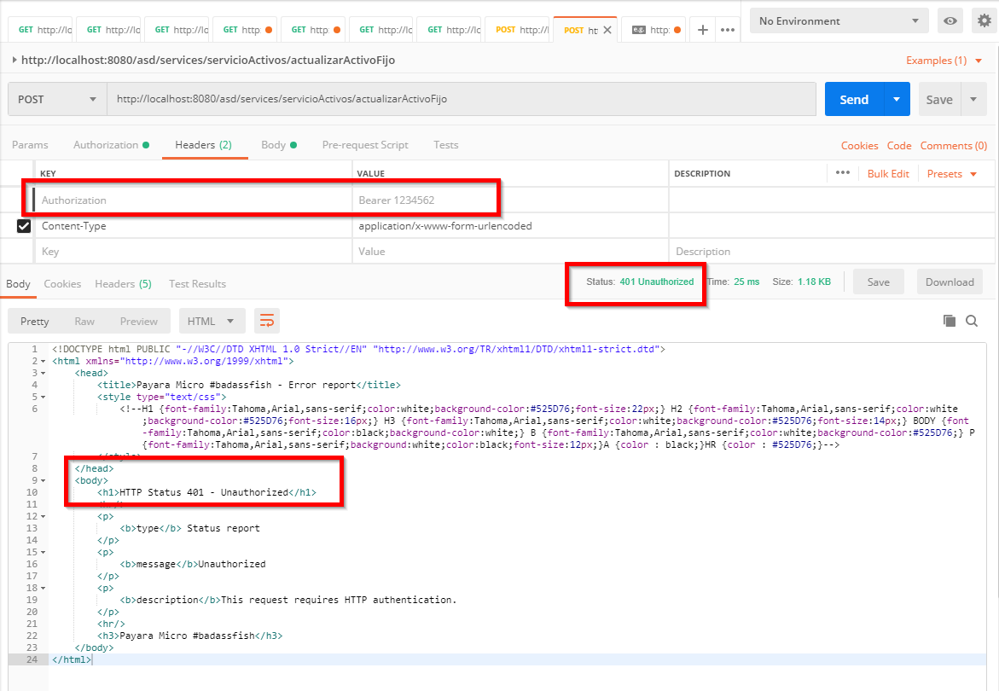 GET http://lo GET http://lo GET http://lo GET http: GET http: GET http://lo GET http://lo POST http://l POST ht e.g. http: No Environment
http://localhost:8080/asd/services/servicioActivos/actualizarActivoFijo Examples (1)
POST http://localhost:8080/asd/services/servicioActivos/actualizarActivoFijo Send Save
Params Authorization Headers (2) Body Pre-request Script Tests Cookies Code Comments (0)
KEY VALUE DESCRIPTION ••• Bulk Edit Presets
Authorization Bearer 1234562
Content-Type application/x-www-form-urlencoded
Key Value Description
Body Cookies Headers (5) Test Results Status: 401 Unauthorized Time: 25 ms Size: 1.18 KB Save Download
Pretty Raw Preview HTML
1 <!DOCTYPE html PUBLIC "-//W3C//DTD XHTML 1.0 Strict//EN" "http://www.w3.org/TR/xhtml1/DTD/xhtml1-strict.dtd">
2 <html xmlns="http://www.w3.org/1999/xhtml">
3 <head>
4 <title>Payara Micro #badassfish - Error report</title>
5 <style type="text/css">
6 <!--H1 {font-family:Tahoma,Arial,sans-serif;color:white;background-color:#525D76;font-size:22px;} H2 {font-family:Tahoma,Arial,sans-serif;color:white
;background-color:#525D76;font-size:16px;} H3 {font-family:Tahoma,Arial,sans-serif;color:white;background-color:#525D76;font-size:14px;} BODY {font
-family:Tahoma,Arial,sans-serif;color:black;background-color:white;} B {font-family:Tahoma,Arial,sans-serif;color:white;background-color:#525D76;} P
{font-family:Tahoma,Arial,sans-serif;background:white;color:black;font-size:12px;}A {color : black;}HR {color : #525D76;}-->
7
8 </head>
9 <body>
10 <h1>HTTP Status 401 - Unauthorized</h1>
11
12 <p>
13 <b>type</b> Status report
14 </p>
15 <p>
16 <b>message</b>Unauthorized
17 </p>
18 <p>
19 <b>description</b>This request requires HTTP authentication.
20 </p>
21 <hr/>
22 <h3>Payara Micro #badassfish</h3>
23 </body>
24 </html>